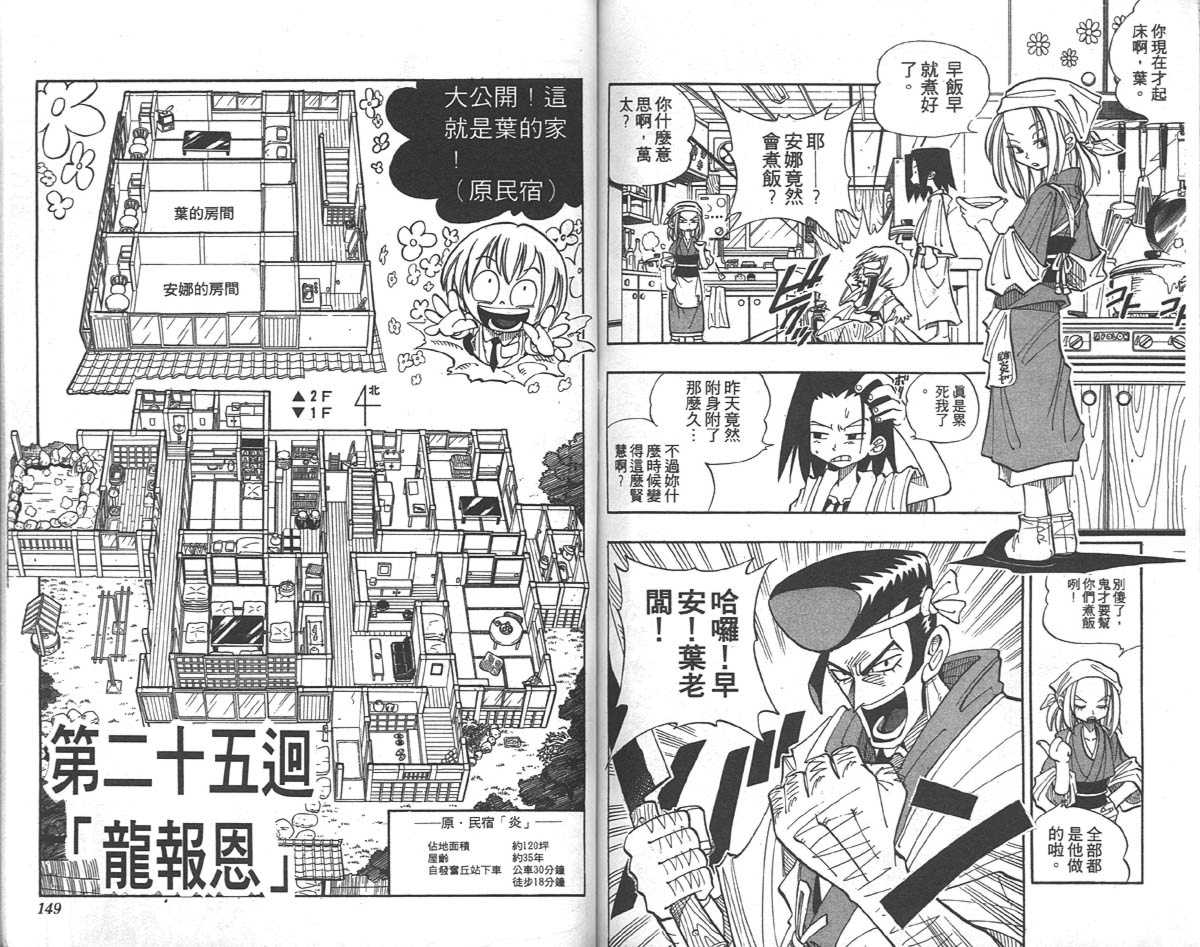 你現在才起
床啊，葉。
早飯早
就煮好
了。
耶——？
安娜竟然
會煮飯？
你什麼意
思啊，萬
太？
コト
コト
眞是累
死我了
。
昨天竟然
附身附了
那麼久…
不過妳什
麼時候變
得這麼賢
慧啊？
別傻了，
鬼才要幫
你們煮飯
咧！
全部都
是他做
的啦。
哈囉！早
安！葉老
闆！
大公開！這
就是葉的家
！
（原民宿）
葉的房間
安娜的房間
▲2F
▼1F
北
第二十五迴
「龍報恩」
——原．民宿「炎」——
佔地面積 約120坪
屋齡 約35年
自發奮丘站下車 公車30分鐘
徒步18分鐘
149